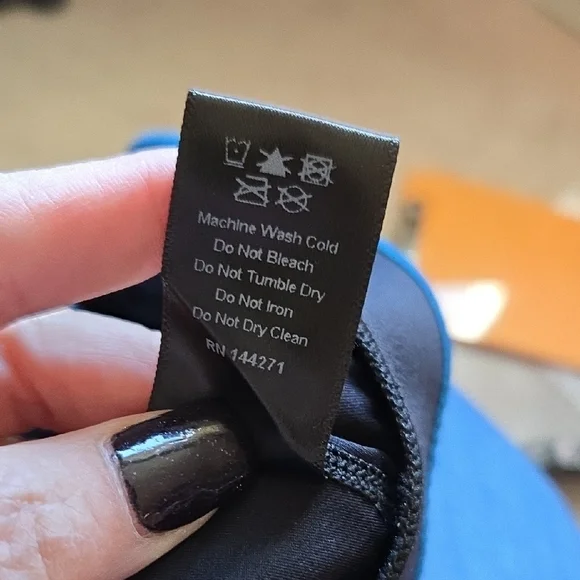 Machine Wash Cold
Do Not Bleach
Do Not Tumble Dry
Do Not Iron
Do Not Dry Clean
RN 144271